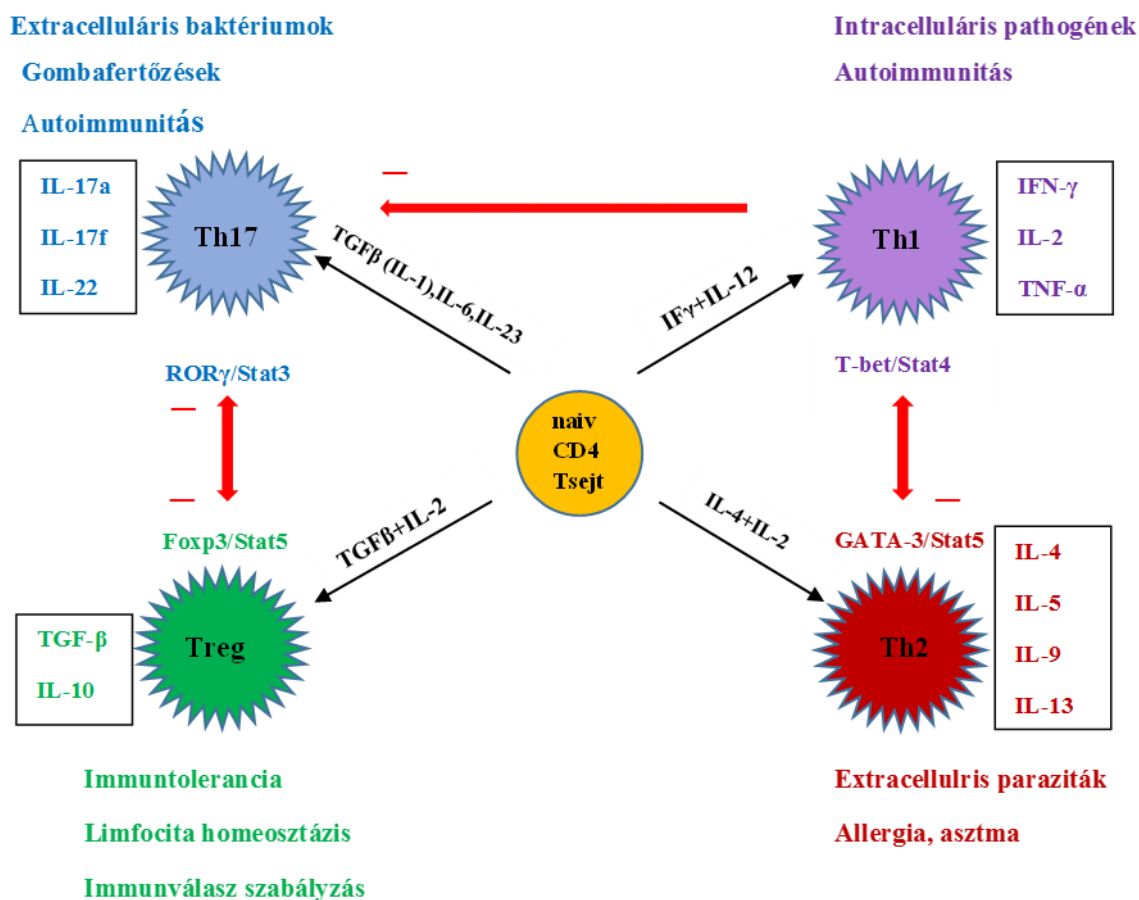 Extracelluláris baktériumok
Gombafertőzések
Autoimmunitás
IL-17a
IL-17f
IL-22
Th17
RORγ/Stat3
TGFβ (IL-1),IL-6,IL-23
–
Intracelluláris pathogének
Autoimmunitás
Th1
IFN-γ
IL-2
TNF-α
T-bet/Stat4
IFγ+IL-12
naiv
CD4
Tsejt
–
–
Foxp3/Stat5
TGFβ+IL-2
TGF-β
IL-10
Treg
Immuntolerancia
Limfocita homeosztázis
Immunválasz szabályzás
–
IL-4+IL-2
GATA-3/Stat5
Th2
IL-4
IL-5
IL-9
IL-13
Extracellulris paraziták
Allergia, asztma